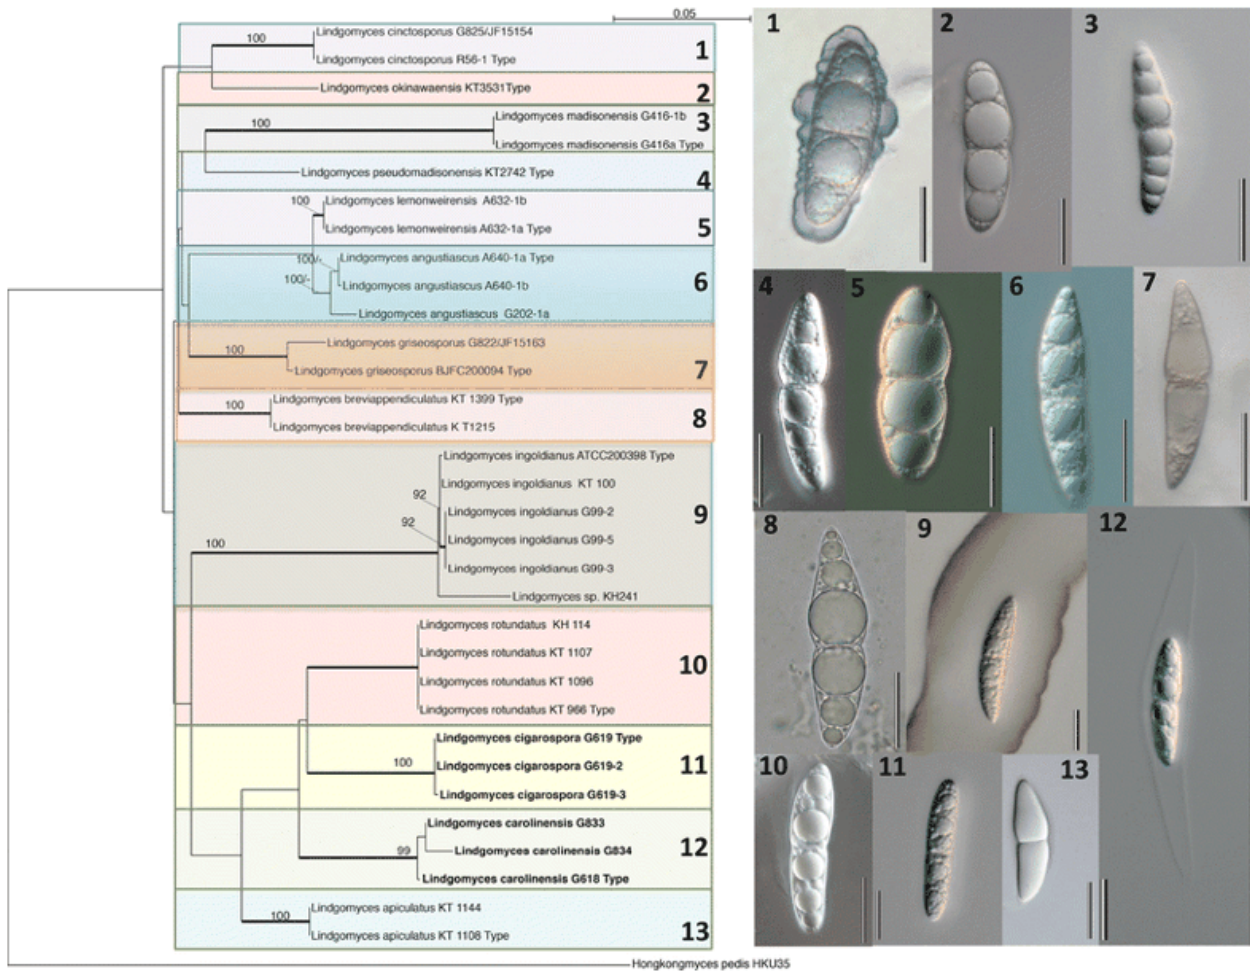 0.05
100
Lindgomyces cinctosporus G825/JF15154
Lindgomyces cinctosporus R56-1 Type
1
Lindgomyces okinawaensis KT3531Type
2
100
Lindgomyces madisonensis G416-1b
Lindgomyces madisonensis G416a Type
3
Lindgomyces pseudomadisonensis KT2742 Type
4
100
Lindgomyces lemonweirensis A632-1b
Lindgomyces lemonweirensis A632-1a Type
5
100/-
100/-
Lindgomyces angustiascus A640-1a Type
Lindgomyces angustiascus A640-1b
Lindgomyces angustiascus G202-1a
6
100
Lindgomyces griseosporus G822/JF15163
Lindgomyces griseosporus BJFC200094 Type
7
100
Lindgomyces breviappendiculatus KT 1399 Type
Lindgomyces breviappendiculatus K T1215
8
Lindgomyces ingoldianus ATCC200398 Type
92
Lindgomyces ingoldianus KT 100
Lindgomyces ingoldianus G99-2
92
Lindgomyces ingoldianus G99-5
100
Lindgomyces ingoldianus G99-3
Lindgomyces sp. KH241
9
Lindgomyces rotundatus KH 114
Lindgomyces rotundatus KT 1107
Lindgomyces rotundatus KT 1096
Lindgomyces rotundatus KT 966 Type
10
Lindgomyces cigarospora G619 Type
100
Lindgomyces cigarospora G619-2
Lindgomyces cigarospora G619-3
11
Lindgomyces carolinensis G833
99
Lindgomyces carolinensis G834
Lindgomyces carolinensis G618 Type
12
100
Lindgomyces apiculatus KT 1144
Lindgomyces apiculatus KT 1108 Type
13
Hongkongmyces pedis HKU35
1
2
3
4
5
6
7
8
9
12
10
11
13